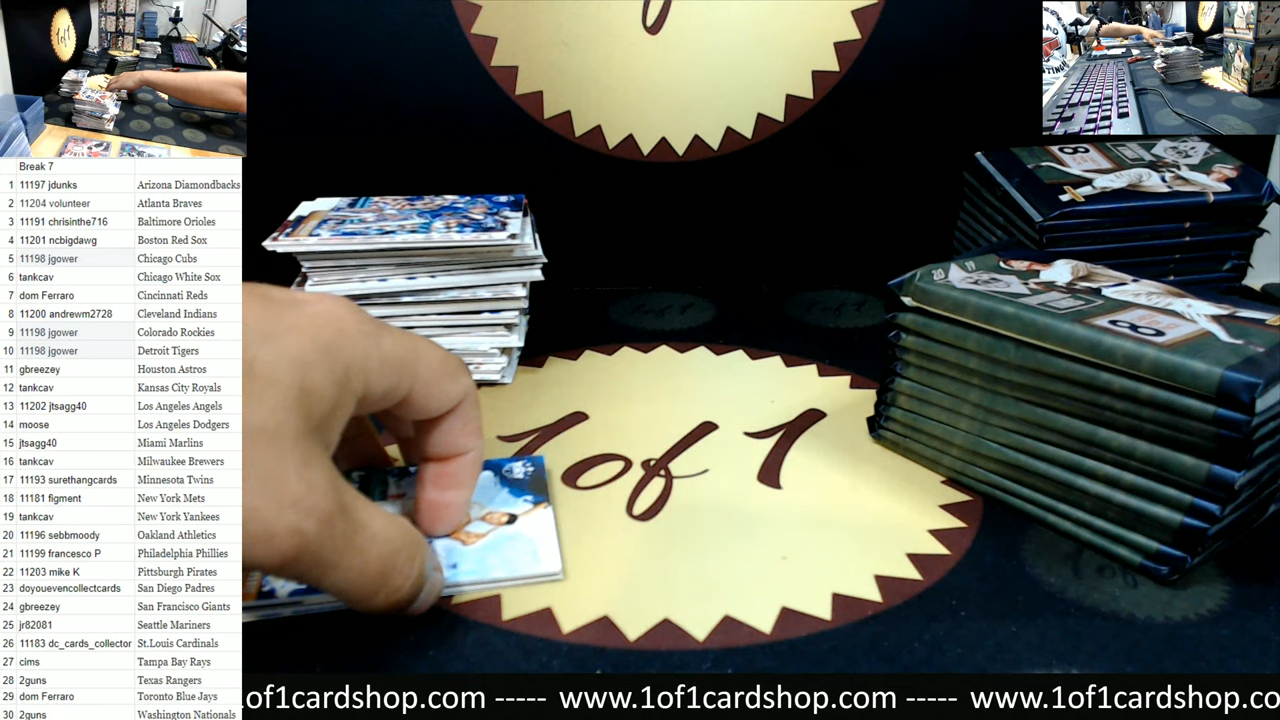 Break 7
1 11197 jdunks Arizona Diamondbacks
2 11204 volunteer Atlanta Braves
3 11191 chrisinthe716 Baltimore Orioles
4 11201 ncbigdawg Boston Red Sox
5 11198 jgower Chicago Cubs
6 tankcav Chicago White Sox
7 dom Ferraro Cincinnati Reds
8 11200 andrewm2728 Cleveland Indians
9 11198 jgower Colorado Rockies
10 11198 jgower Detroit Tigers
11 gbreezey Houston Astros
12 tankcav Kansas City Royals
13 11202 jtsagg40 Los Angeles Angels
14 moose Los Angeles Dodgers
15 jtsagg40 Miami Marlins
16 tankcav Milwaukee Brewers
17 11193 surethangcards Minnesota Twins
18 11181 figment New York Mets
19 tankcav New York Yankees
20 11196 sebbmoody Oakland Athletics
21 11199 francesco P Philadelphia Phillies
22 11203 mike K Pittsburgh Pirates
23 doyouevencollectcards San Diego Padres
24 gbreezey San Francisco Giants
25 jr82081 Seattle Mariners
26 11183 dc_cards_collector St.Louis Cardinals
27 cims Tampa Bay Rays
28 2guns Texas Rangers
29 dom Ferraro Toronto Blue Jays
30 2guns Washington Nationals
1 of 1
8
20 19
8
1of1
of1cardshop.com ----- www.1of1cardshop.com ----- www.1of1cardshop.co